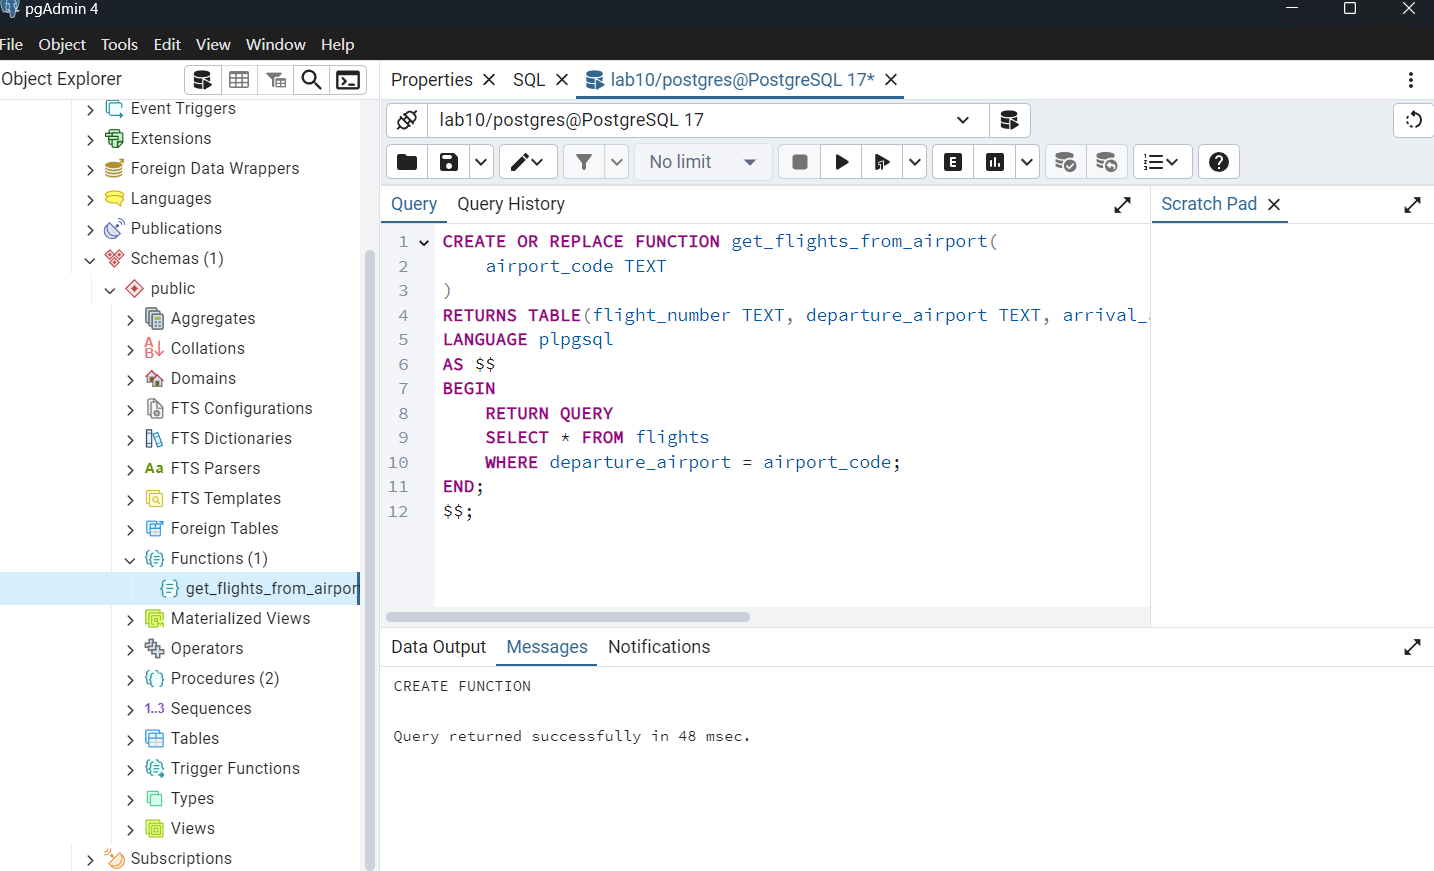 pgAdmin 4
File Object Tools Edit View Window Help
Object Explorer
Properties SQL lab10/postgres@PostgreSQL 17*
Event Triggers
Extensions
Foreign Data Wrappers
Languages
Publications
Schemas (1)
public
Aggregates
Collations
Domains
FTS Configurations
FTS Dictionaries
Aa FTS Parsers
FTS Templates
Foreign Tables
Functions (1)
get_flights_from_airpor
Materialized Views
Operators
Procedures (2)
1..3 Sequences
Tables
Trigger Functions
Types
Views
Subscriptions
lab10/postgres@PostgreSQL 17
No limit
E
Query Query History
Scratch Pad
1 CREATE OR REPLACE FUNCTION get_flights_from_airport(
2 airport_code TEXT
3 )
4 RETURNS TABLE(flight_number TEXT, departure_airport TEXT, arrival_
5 LANGUAGE plpgsql
6 AS $$
7 BEGIN
8 RETURN QUERY
9 SELECT * FROM flights
10 WHERE departure_airport = airport_code;
11 END;
12 $$;
Data Output Messages Notifications
CREATE FUNCTION
Query returned successfully in 48 msec.